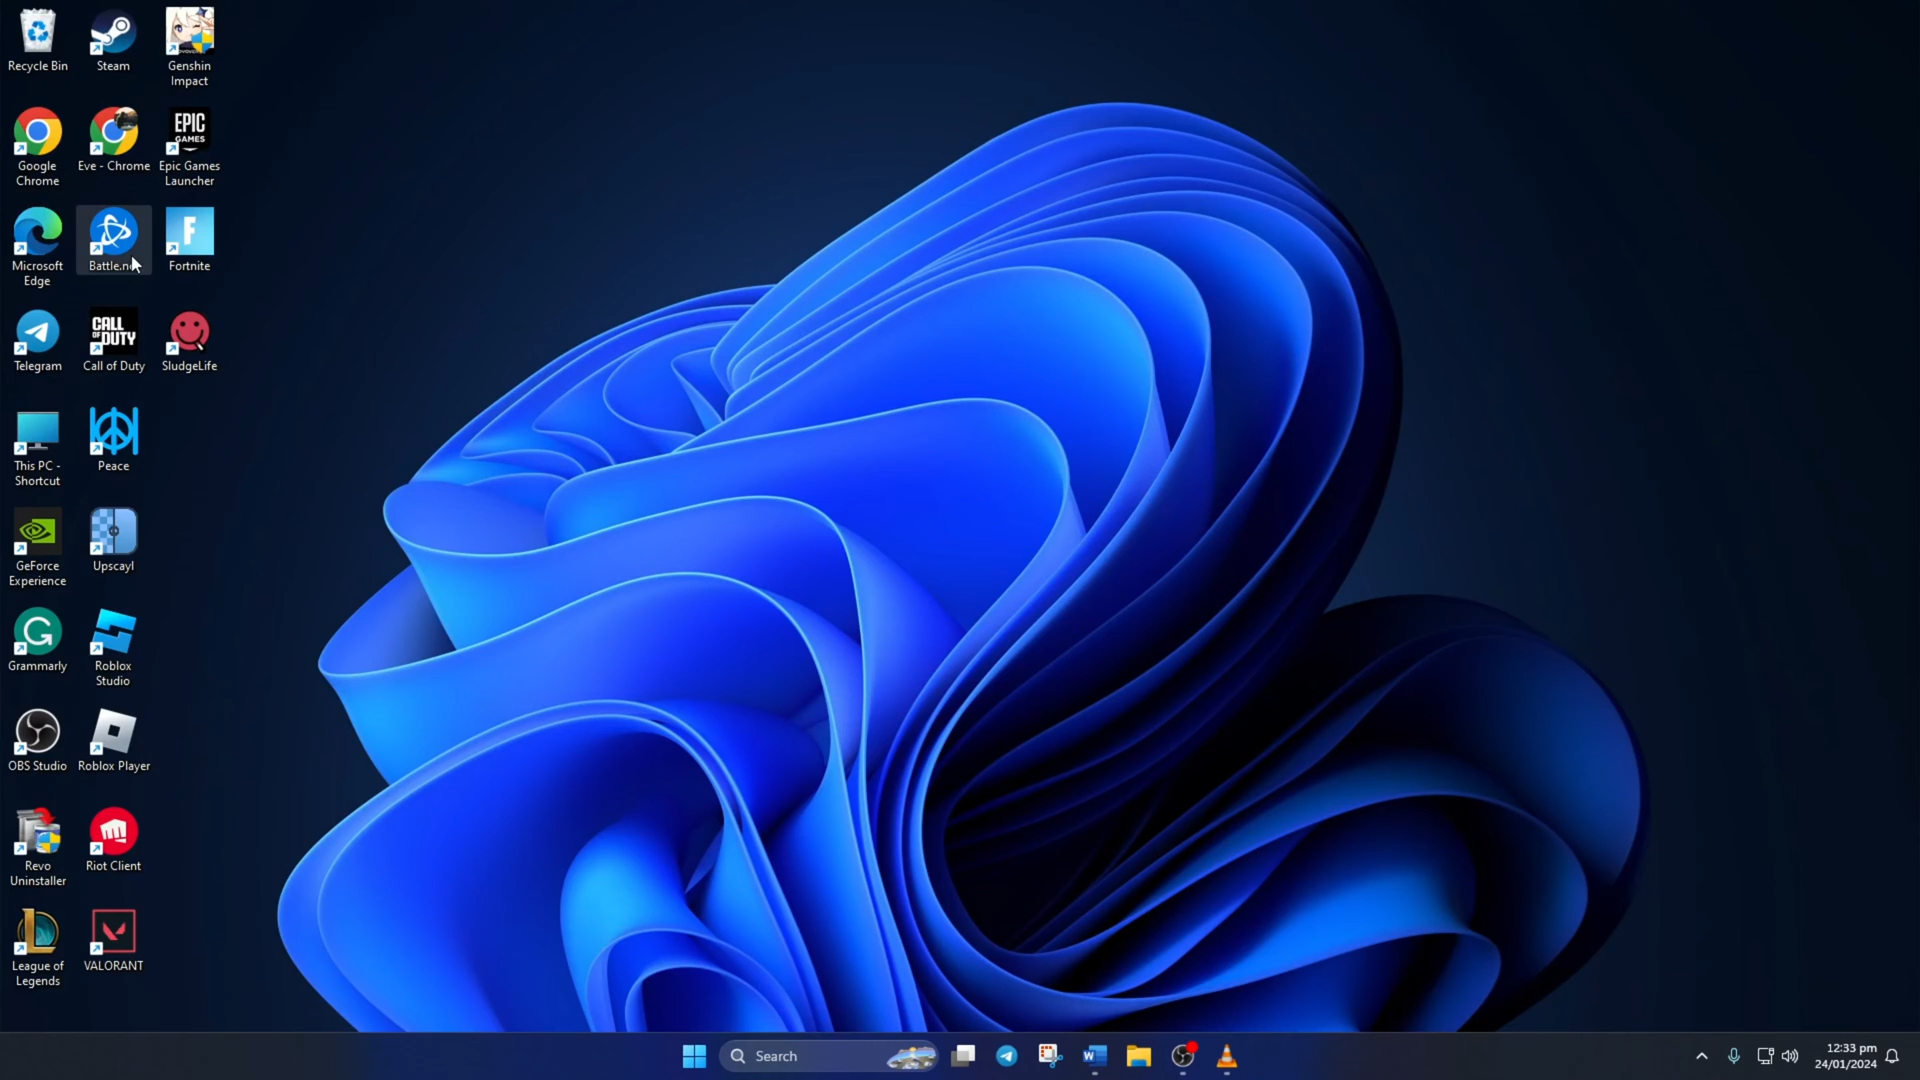 Recycle Bin
Steam
Genshin
Impact
Google
Chrome
Eve - Chrome
EPIC
GAMES
Epic Games
Launcher
Microsoft
Edge
F
Fortnite
Telegram
CALL
OF DUTY
Call of Duty
SludgeLife
This PC -
Shortcut
Peace
GeForce
Experience
Upscayl
G
Grammarly
Roblox
Studio
OBS Studio
Roblox Player
Revo
Uninstaller
Riot Client
League of
Legends
VALORANT
Search
W
12:33 pm
24/01/2024